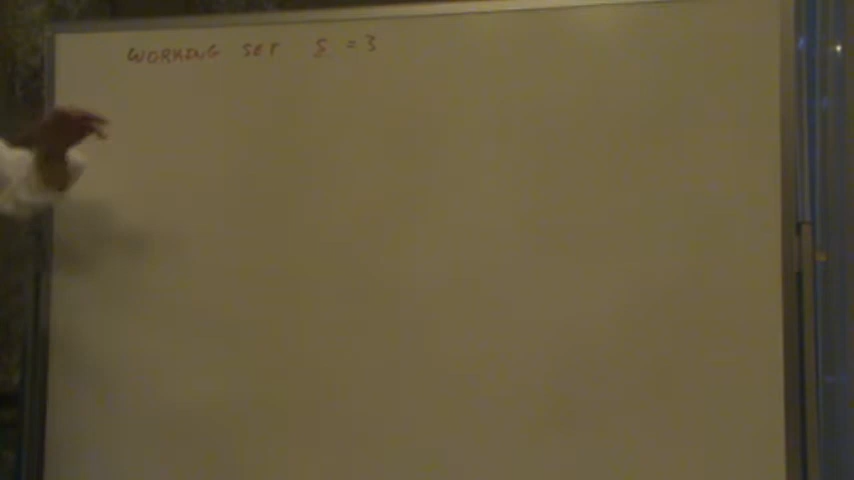 WORKING SET Σ = 3